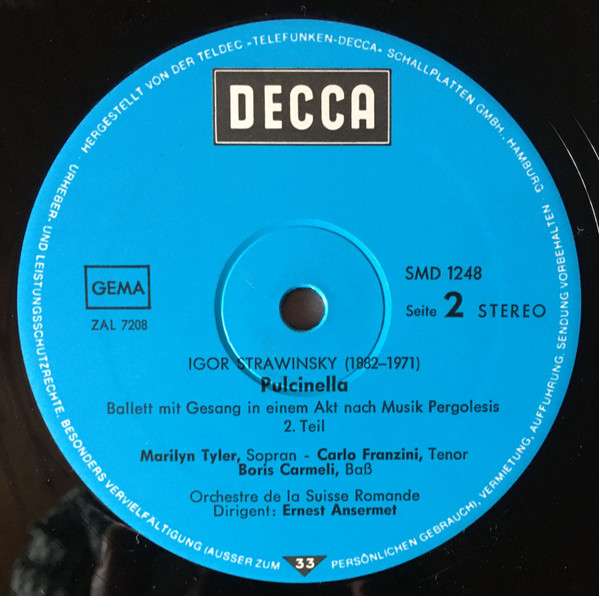 HERGESTELLT VON DER TELDEC »TELEFUNKEN-DECCA« SCHALLPLATTEN GMBH., HAMBURG
URHEBER- UND LEISTUNGSSCHUTZRECHTE, BESONDERS VERVIELFÄLTIGUNG (AUSSER ZUM PERSÖNLICHEN GEBRAUCH), VERMIETUNG, AUFFÜHRUNG, SENDUNG VORBEHALTEN
DECCA
GEMA
ZAL 7208
SMD 1248
Seite 2 STEREO
IGOR STRAWINSKY (1882–1971)
Pulcinella
Ballett mit Gesang in einem Akt nach Musik Pergolesis
2. Teil
Marilyn Tyler, Sopran - Carlo Franzini, Tenor
Boris Carmeli, Baß
Orchestre de la Suisse Romande
Dirigent: Ernest Ansermet
33